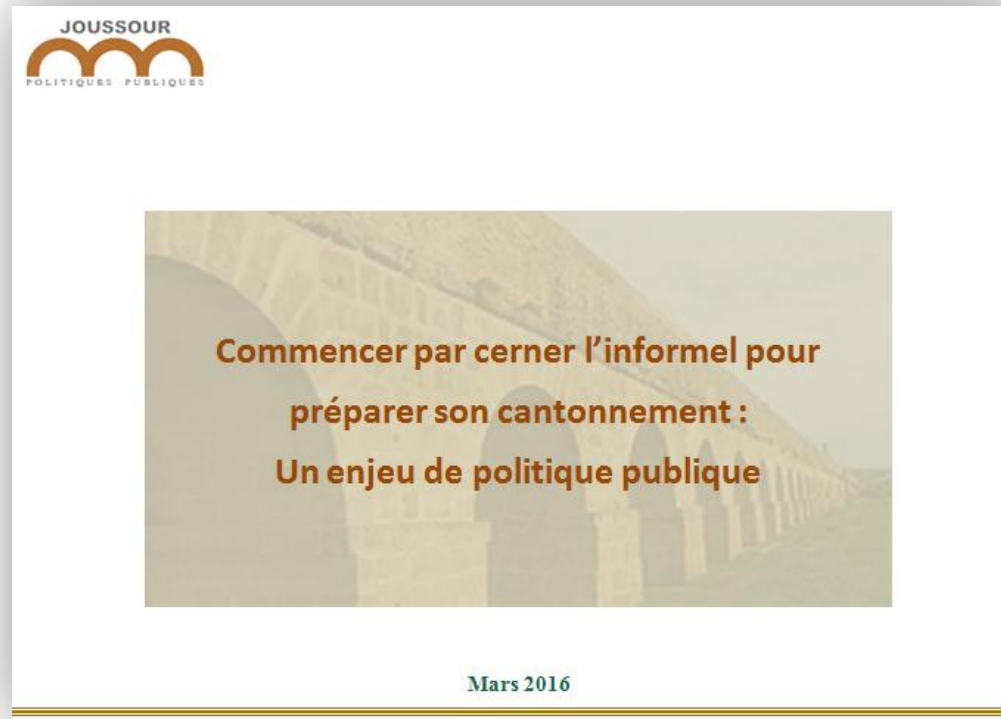 JOUSSOUR
POLITIQUES PUBLIQUES
Commencer par cerner l’informel pour
préparer son cantonnement :
Un enjeu de politique publique
Mars 2016